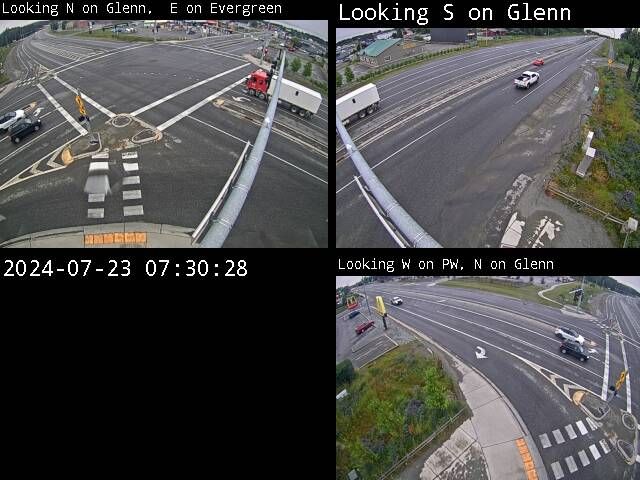 Looking N on Glenn, E on Evergreen
Looking S on Glenn
2024-07-23 07:30:28
Looking W on PW, N on Glenn